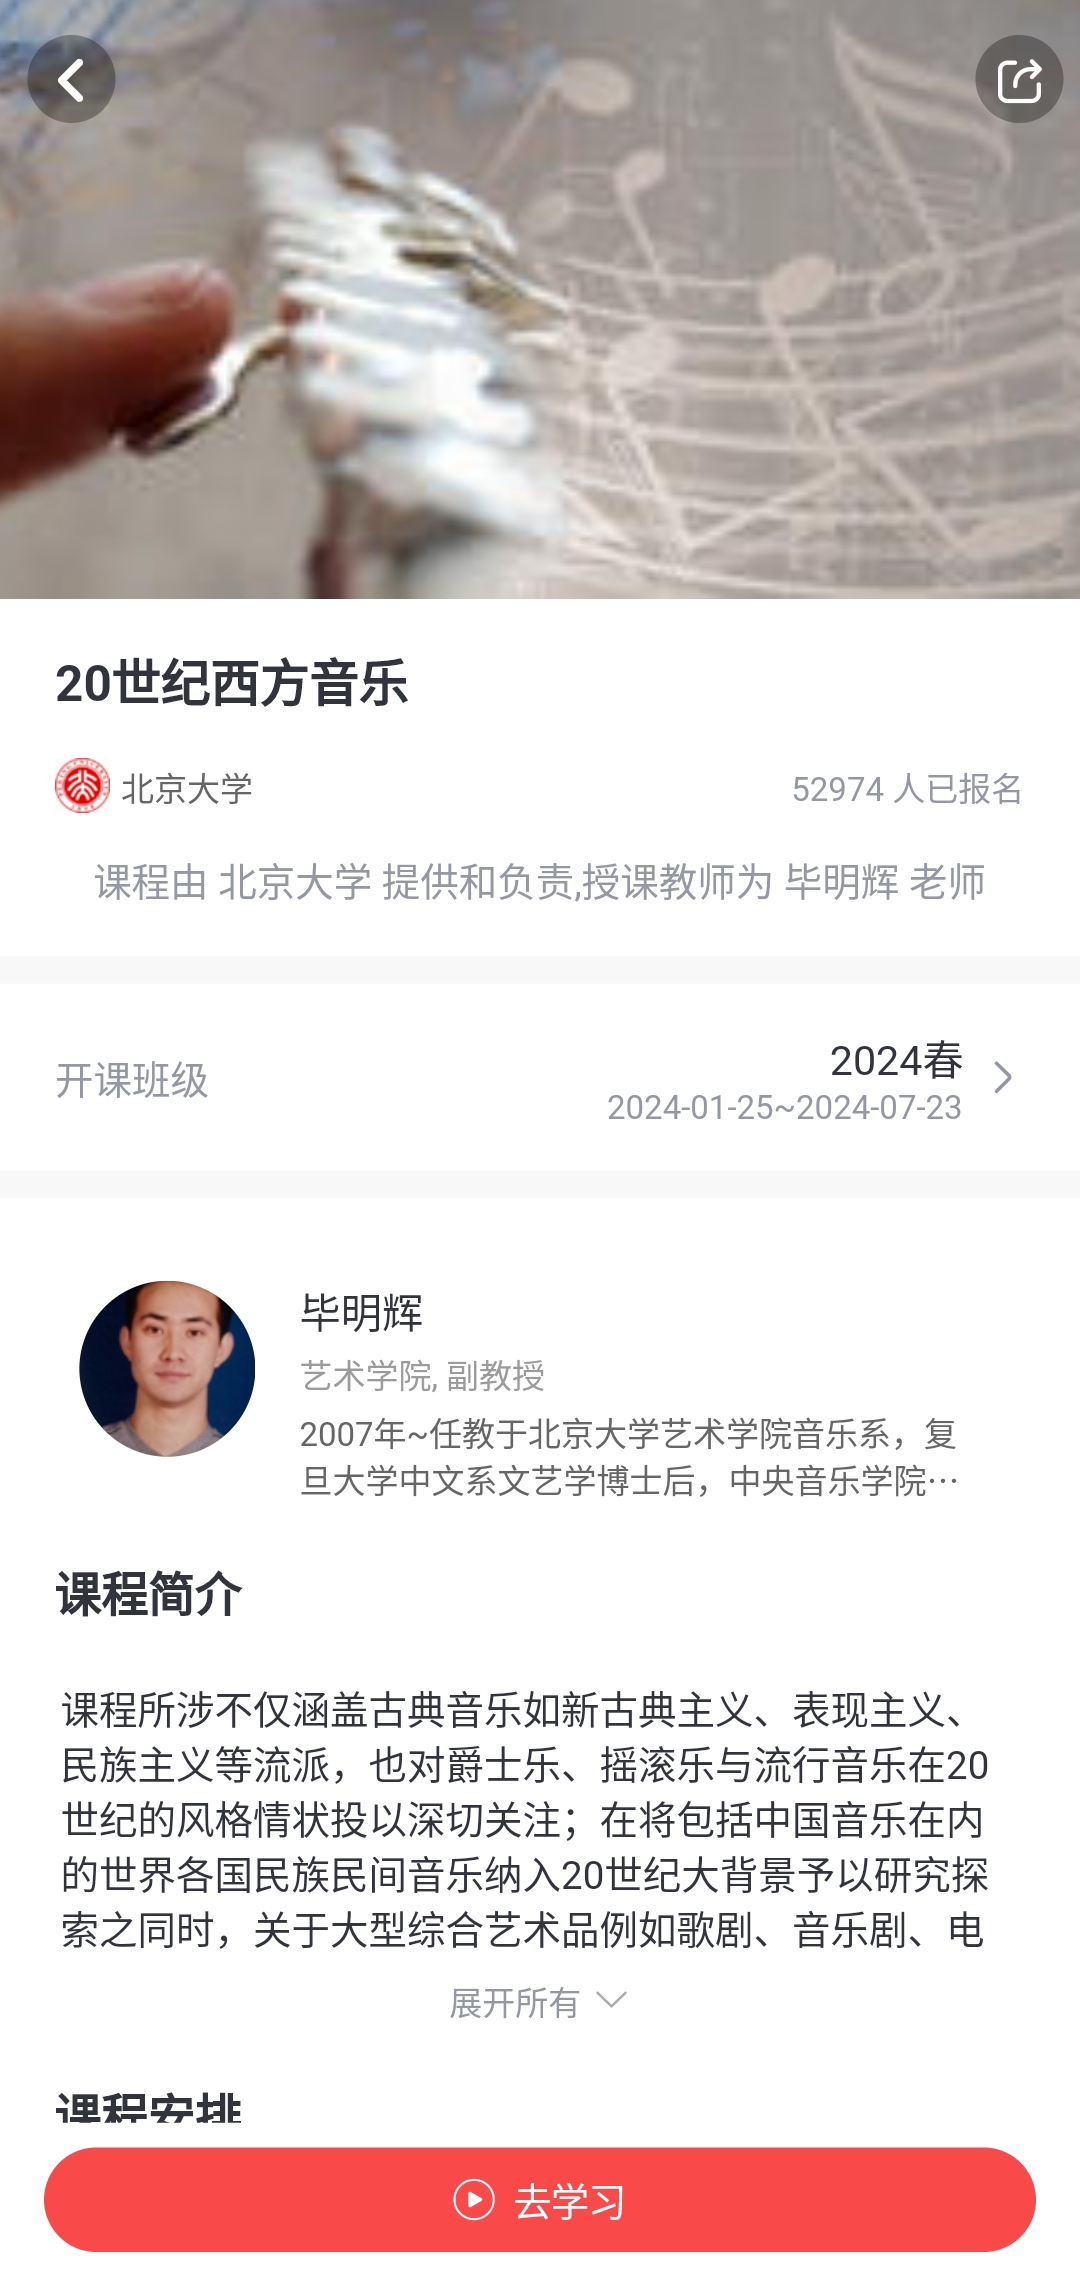 20世纪西方音乐
北京大学
52974 人已报名
课程由 北京大学 提供和负责,授课教师为 毕明辉 老师
开课班级
2024春
2024-01-25~2024-07-23
毕明辉
艺术学院, 副教授
2007年~任教于北京大学艺术学院音乐系，复
旦大学中文系文艺学博士后，中央音乐学院…
课程简介
课程所涉不仅涵盖古典音乐如新古典主义、表现主义、
民族主义等流派，也对爵士乐、摇滚乐与流行音乐在20
世纪的风格情状投以深切关注；在将包括中国音乐在内
的世界各国民族民间音乐纳入20世纪大背景予以研究探
索之同时，关于大型综合艺术品例如歌剧、音乐剧、电
展开所有
课程安排
去学习